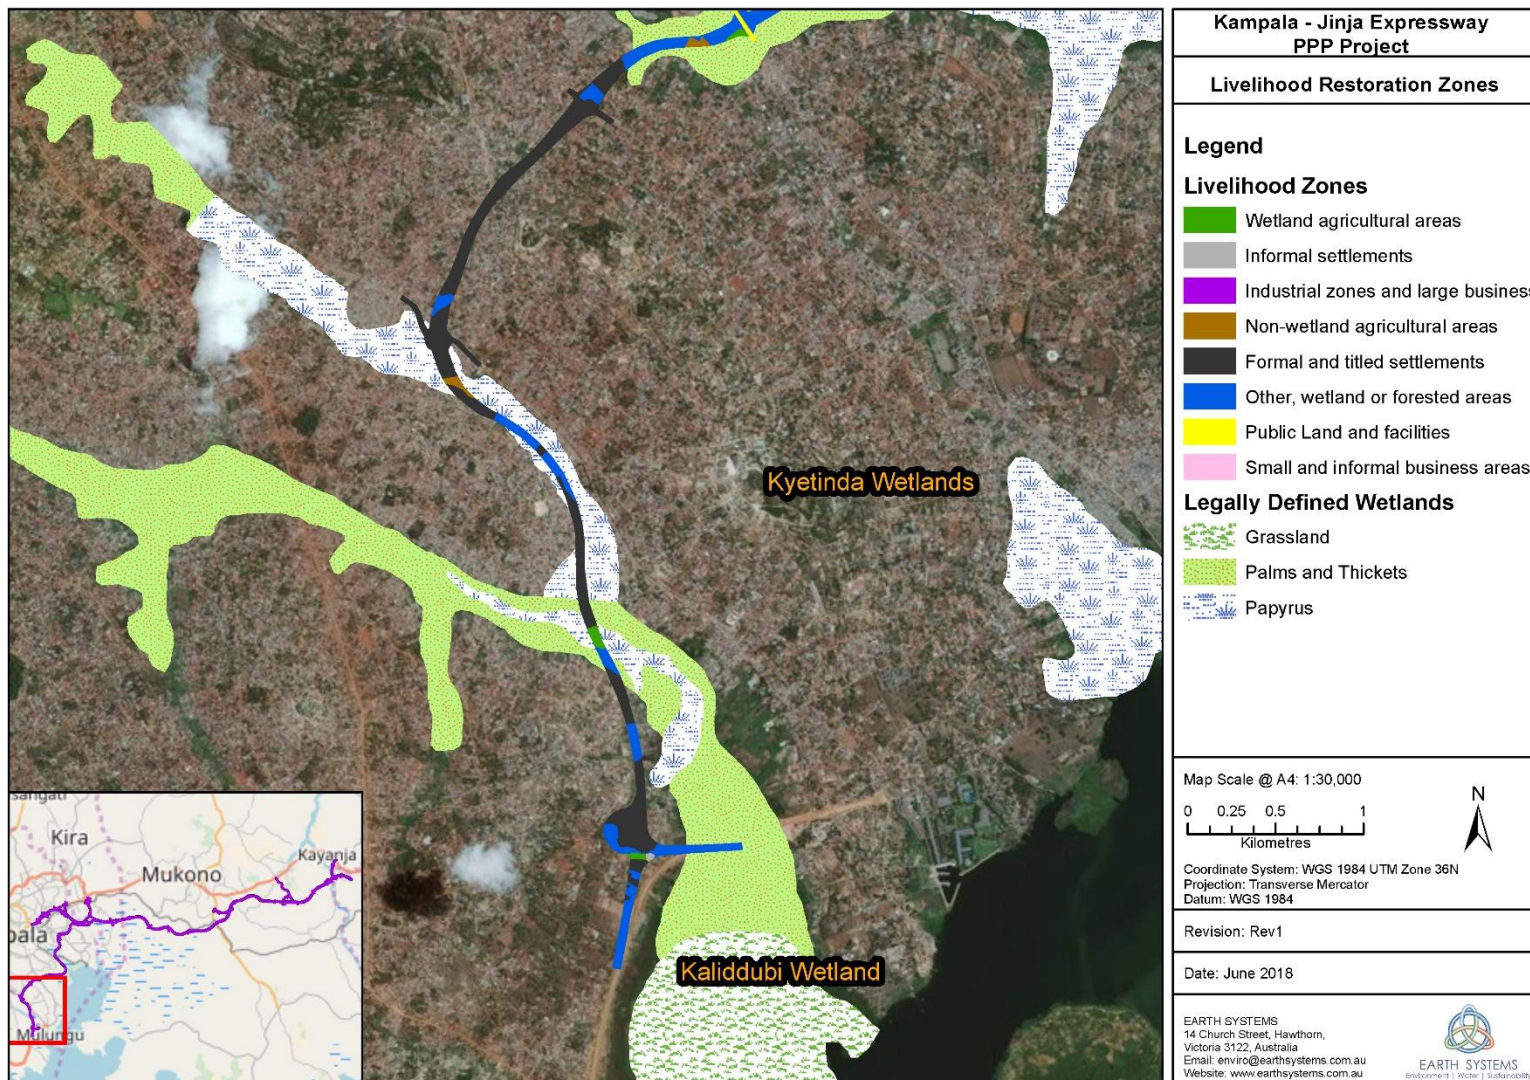 Kampala - Jinja Expressway
PPP Project
Livelihood Restoration Zones
Legend
Livelihood Zones
Wetland agricultural areas
Informal settlements
Industrial zones and large business
Non-wetland agricultural areas
Formal and titled settlements
Other, wetland or forested areas
Public Land and facilities
Small and informal business areas
Legally Defined Wetlands
Grassland
Palms and Thickets
Papyrus
Map Scale @ A4: 1:30,000
0 0.25 0.5 1
Kilometres
N
Coordinate System: WGS 1984 UTM Zone 36N
Projection: Transverse Mercator
Datum: WGS 1984
Revision: Rev1
Date: June 2018
EARTH SYSTEMS
14 Church Street, Hawthorn,
Victoria 3122, Australia
Email: enviro@earthsystems.com.au
Website: www.earthsystems.com.au
EARTH SYSTEMS
Environment | Water | Sustainability
Kyetinda Wetlands
Kaliddubi Wetland
sangati
Kira
Mukono
Kayanja
pala
Mulungu